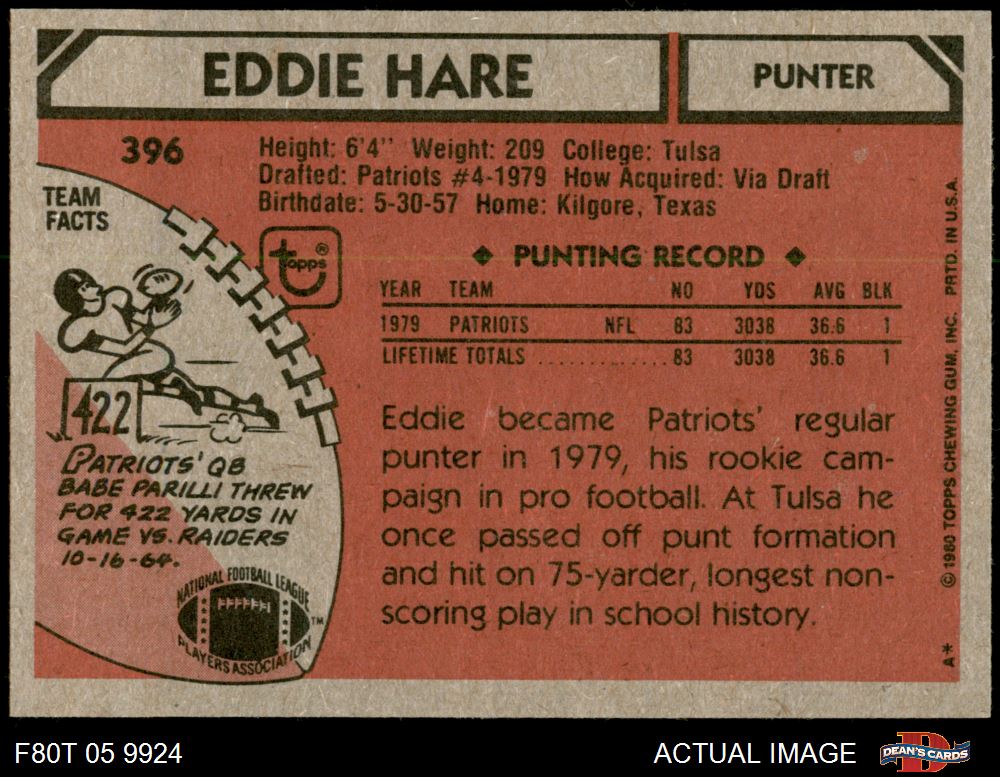 EDDIE HARE
PUNTER
396
Height: 6'4" Weight: 209 College: Tulsa
Drafted: Patriots #4-1979 How Acquired: Via Draft
Birthdate: 5-30-57 Home: Kilgore, Texas
TEAM
FACTS
topps®
PUNTING RECORD
YEAR TEAM NO YDS AVG BLK
1979 PATRIOTS NFL 83 3038 36.6 1
LIFETIME TOTALS ............. 83 3038 36.6 1
422
PATRIOTS' QB
BABE PARILLI THREW
FOR 422 YARDS IN
GAME VS. RAIDERS
10-16-64.
NATIONAL FOOTBALL LEAGUE
PLAYERS ASSOCIATION
TM
Eddie became Patriots' regular
punter in 1979, his rookie cam-
paign in pro football. At Tulsa he
once passed off punt formation
and hit on 75-yarder, longest non-
scoring play in school history.
© 1980 TOPPS CHEWING GUM, INC. PRTD. IN U.S.A.
A*
F80T 05 9924
ACTUAL IMAGE
D
DEAN'S CARDS